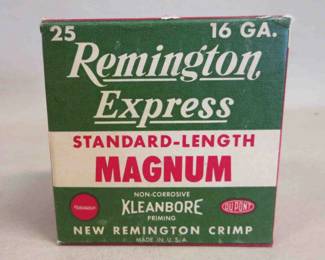 25 16 GA.
Remington
Express
STANDARD-LENGTH
MAGNUM
NON-CORROSIVE
KLEANBORE
PRIMING
DU PONT
NEW REMINGTON CRIMP
MADE IN U.S.A.